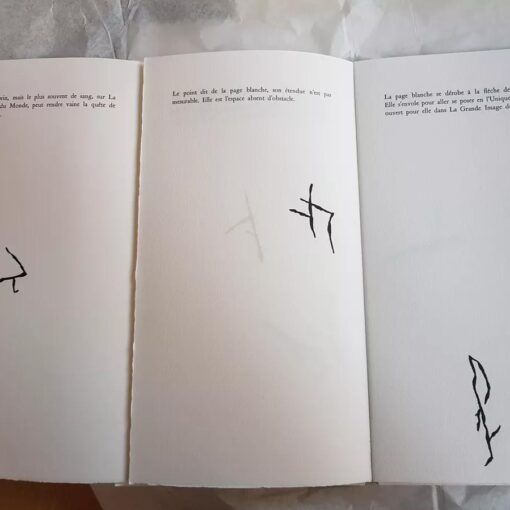 vin, mais le plus souvent de sang, sur La
du Monde, peut rendre vaine la quête de
Le point dit de la page blanche, son étendue n'est pas
mesurable. Elle est l'espace absent d'obstacle.
La page blanche se dérobe à la flèche de
Elle s'envole pour aller se poser en l'Unique
ouvert pour elle dans La Grande Image d